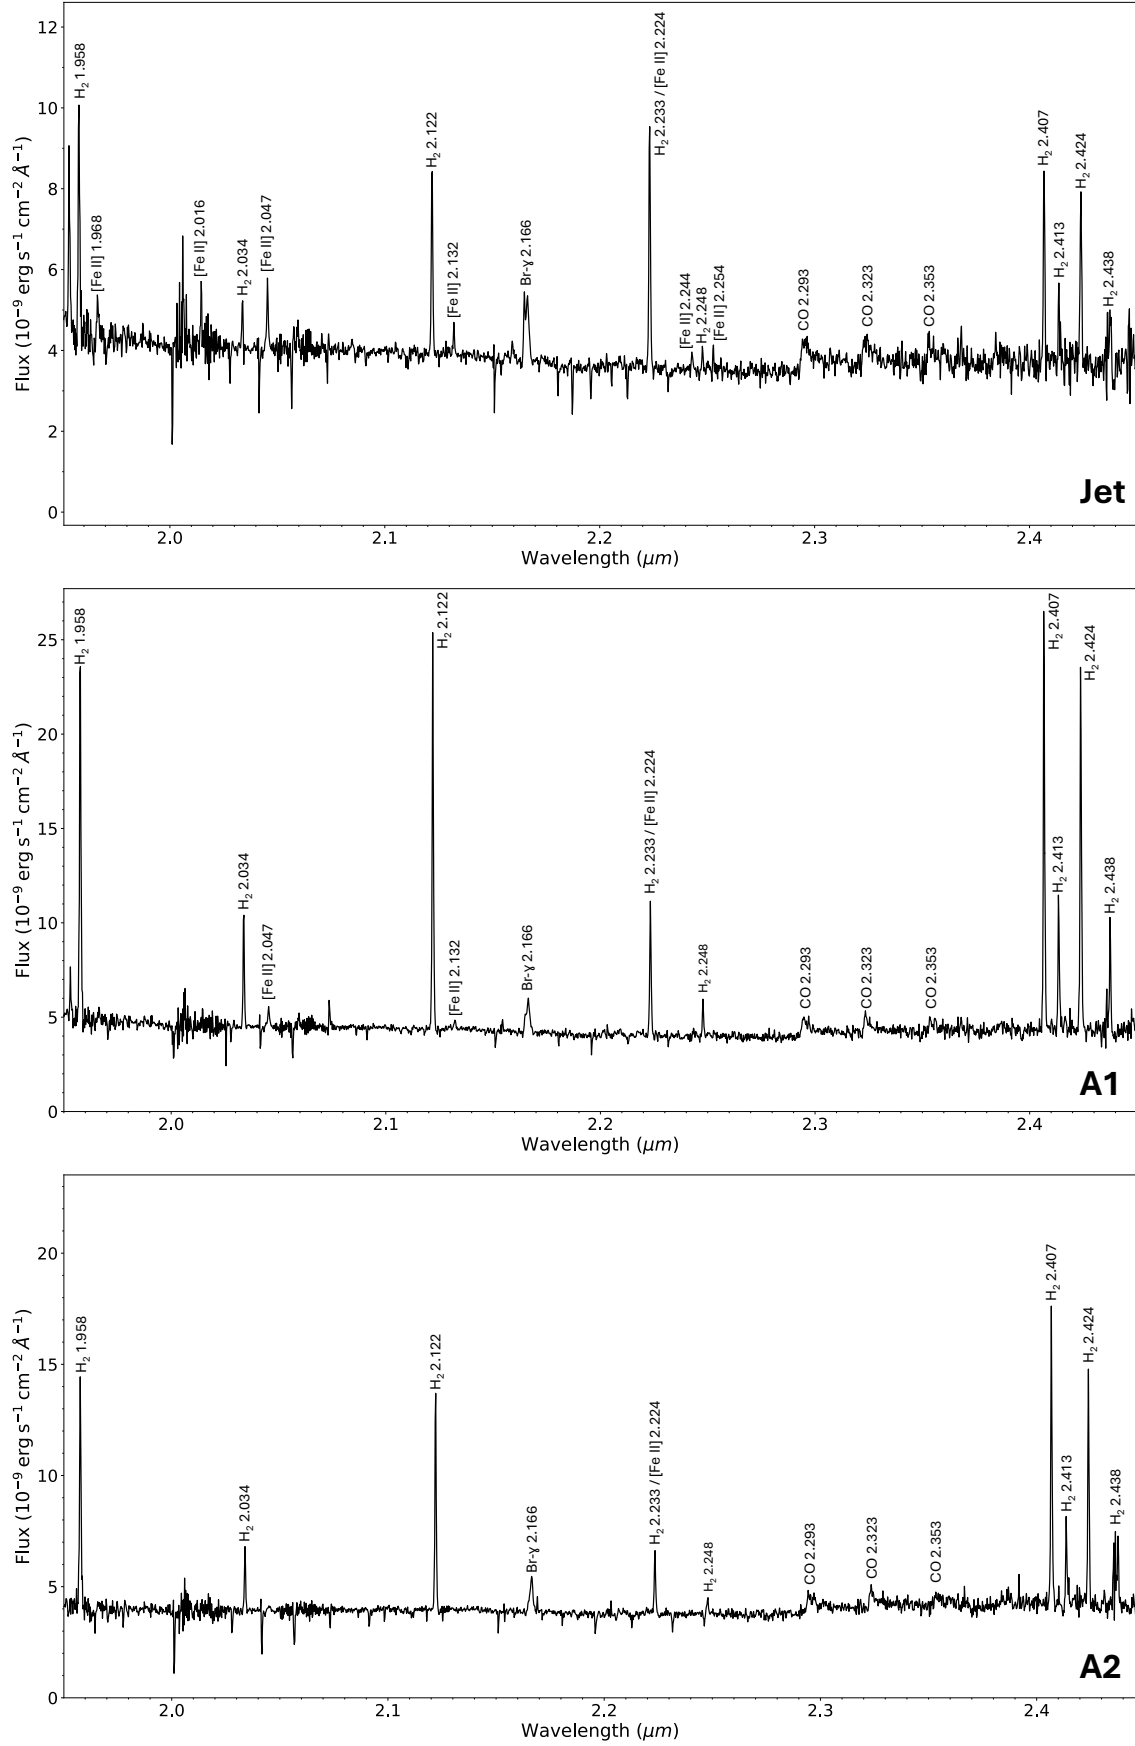 12
10
8
6
4
2
0
Flux (10⁻⁹ erg s⁻¹ cm⁻² Å⁻¹)
H₂ 1.958
[Fe II] 1.968
[Fe II] 2.016
H₂ 2.034
[Fe II] 2.047
H₂ 2.122
[Fe II] 2.132
Br-γ 2.166
H₂ 2.233 / [Fe II] 2.224
[Fe II] 2.244
H₂ 2.248
[Fe II] 2.254
CO 2.293
CO 2.323
CO 2.353
H₂ 2.407
H₂ 2.413
H₂ 2.424
H₂ 2.438
Jet
2.0 2.1 2.2 2.3 2.4
Wavelength (μm)
25
20
15
10
5
0
Flux (10⁻⁹ erg s⁻¹ cm⁻² Å⁻¹)
H₂ 1.958
H₂ 2.034
[Fe II] 2.047
H₂ 2.122
[Fe II] 2.132
Br-γ 2.166
H₂ 2.233 / [Fe II] 2.224
H₂ 2.248
CO 2.293
CO 2.323
CO 2.353
H₂ 2.407
H₂ 2.413
H₂ 2.424
H₂ 2.438
A1
2.0 2.1 2.2 2.3 2.4
Wavelength (μm)
20
15
10
5
0
Flux (10⁻⁹ erg s⁻¹ cm⁻² Å⁻¹)
H₂ 1.958
H₂ 2.034
H₂ 2.122
Br-γ 2.166
H₂ 2.233 / [Fe II] 2.224
H₂ 2.248
CO 2.293
CO 2.323
CO 2.353
H₂ 2.407
H₂ 2.413
H₂ 2.424
H₂ 2.438
A2
2.0 2.1 2.2 2.3 2.4
Wavelength (μm)